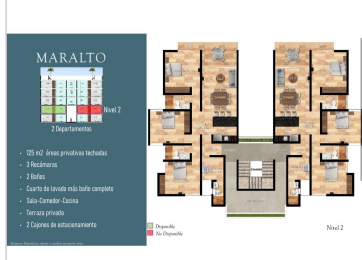 MARALTO
Nivel 2
2 Departamentos
125 m2 áreas privativas techadas
3 Recámaras
2 Baños
Cuarto de lavado más baño completo
Sala-Comedor-Cocina
Terraza privada
2 Cajones de estacionamiento
Disponible
No Disponible
Nivel 2